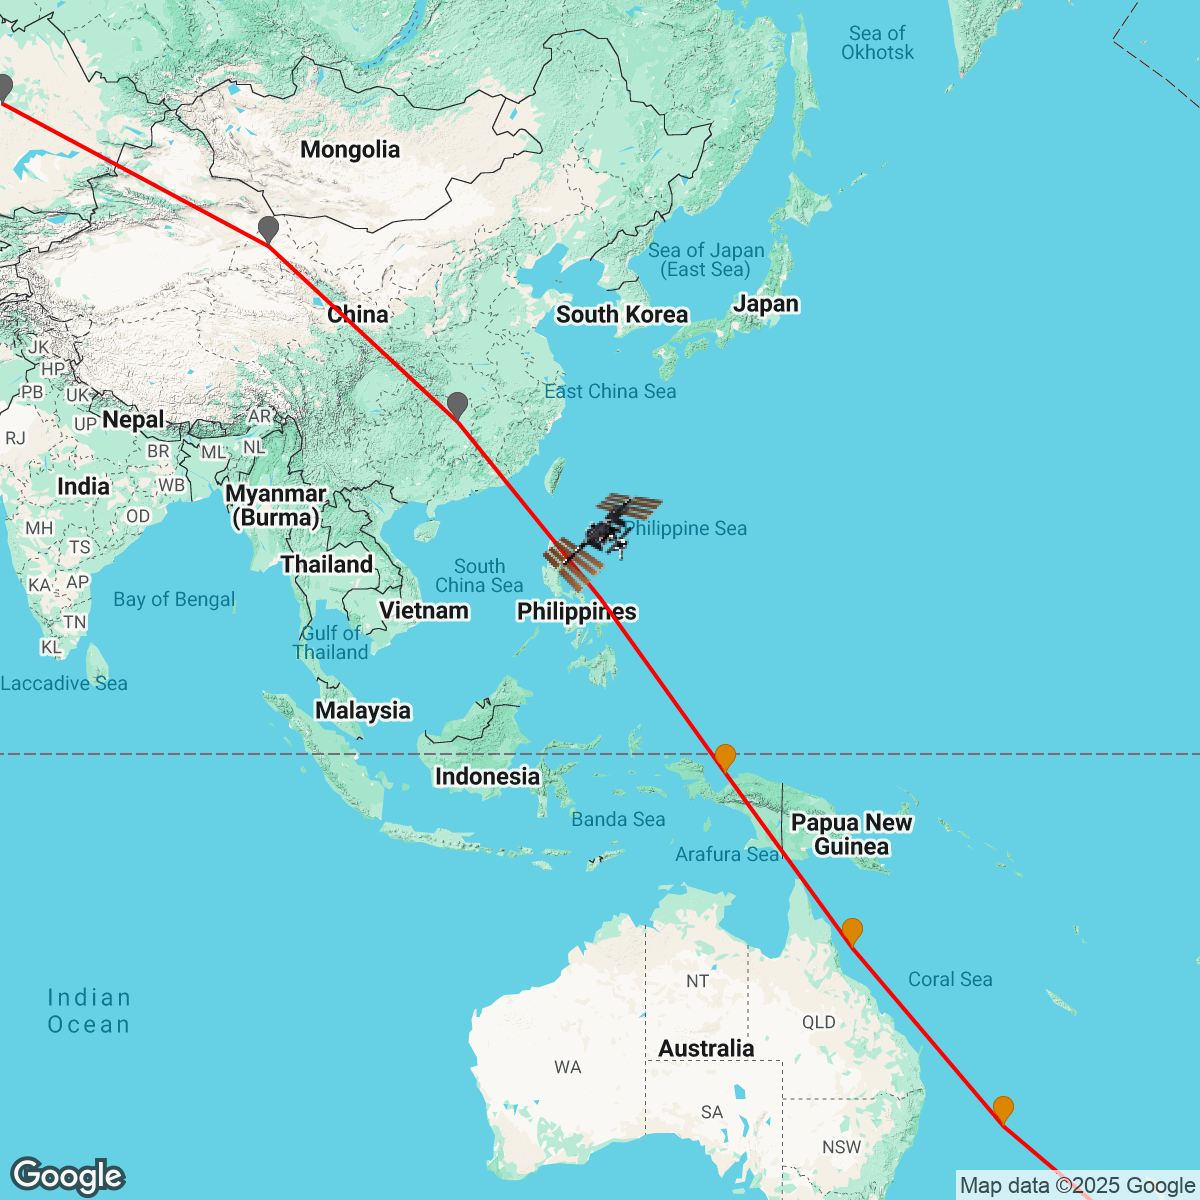 Sea of
Okhotsk
Mongolia
Sea of Japan
(East Sea)
Japan
China
South Korea
JK
HP
PB
UK
East China Sea
Nepal
AR
UP
RJ
BR
ML
NL
India
WB
Myanmar
(Burma)
OD
MH
Philippine Sea
TS
Thailand
South
China Sea
KA
AP
Bay of Bengal
Vietnam
Philippines
TN
Gulf of
Thailand
KL
Laccadive Sea
Malaysia
Indonesia
Banda Sea
Papua New
Guinea
Arafura Sea
Indian
Ocean
NT
Coral Sea
QLD
Australia
WA
SA
NSW
Google
Map data ©2025 Google